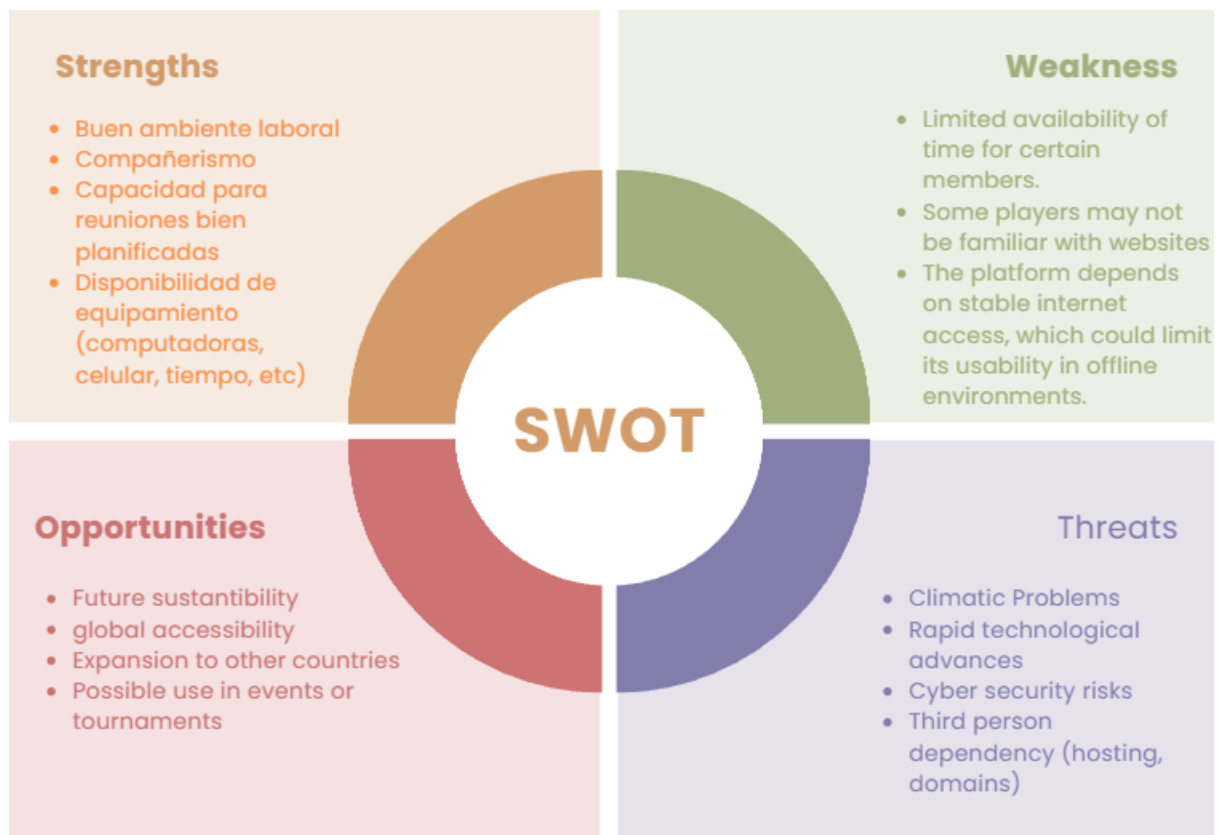 Strengths
• Buen ambiente laboral
• Compañerismo
• Capacidad para
reuniones bien
planificadas
• Disponibilidad de
equipamiento
(computadoras,
celular, tiempo, etc)
Weakness
• Limited availability of
time for certain
members.
• Some players may not
be familiar with websites
• The platform depends
on stable internet
access, which could limit
its usability in offline
environments.
SWOT
Opportunities
• Future sustantibility
• global accessibility
• Expansion to other countries
• Possible use in events or
tournaments
Threats
• Climatic Problems
• Rapid technological
advances
• Cyber security risks
• Third person
dependency (hosting,
domains)